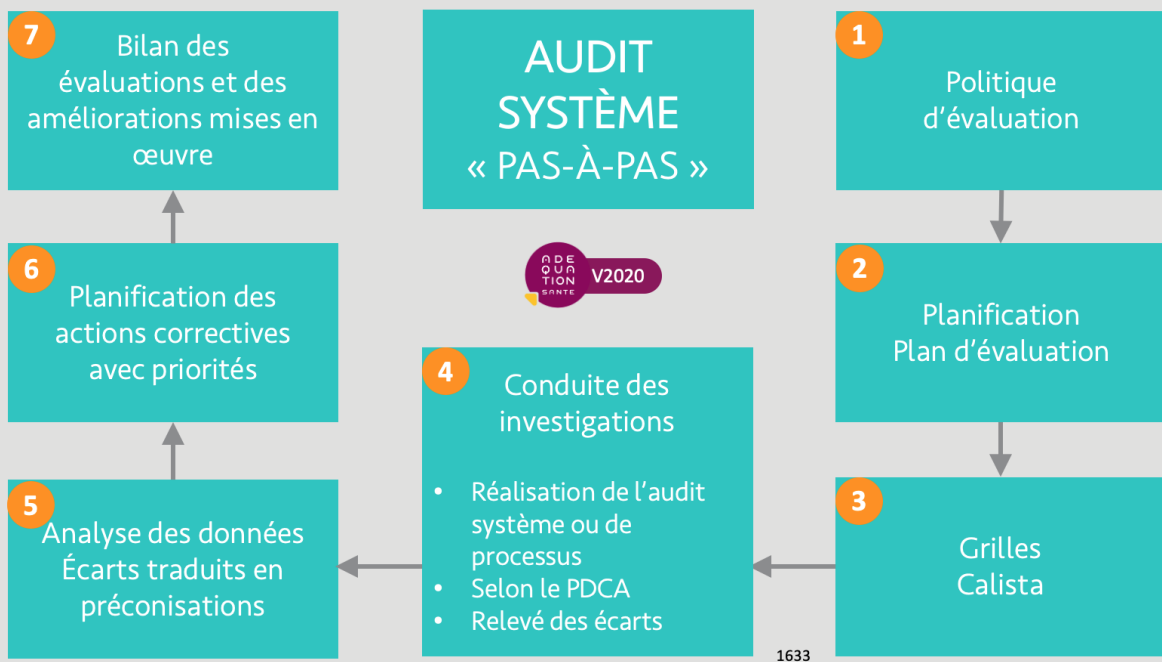 AUDIT
SYSTÈME
« PAS-À-PAS »
ADE
QUA
TION
SANTE
V2020
1
Politique
d’évaluation
2
Planification
Plan d’évaluation
3
Grilles
Calista
4
Conduite des
investigations
• Réalisation de l’audit
système ou de
processus
• Selon le PDCA
• Relevé des écarts
5
Analyse des données
Écarts traduits en
préconisations
6
Planification des
actions correctives
avec priorités
7
Bilan des
évaluations et des
améliorations mises en
œuvre
1633